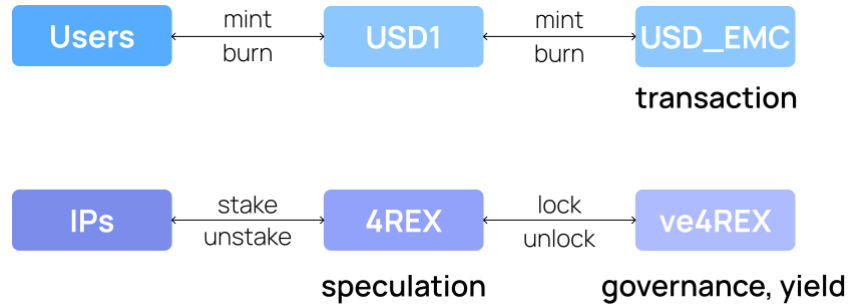 Users
mint
burn
USD1
mint
burn
USD_EMC
transaction
IPs
stake
unstake
4REX
lock
unlock
ve4REX
speculation
governance, yield